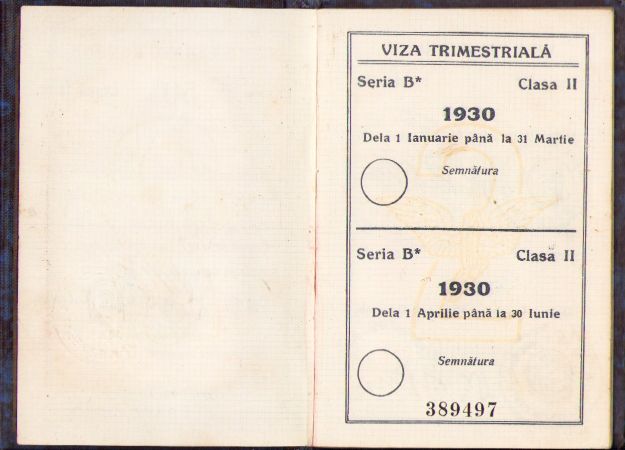 VIZA TRIMESTRIALĂ
Seria B* Clasa II
1930
Dela 1 Ianuarie până la 31 Martie
Semnătura
Seria B* Clasa II
1930
Dela 1 Aprilie până la 30 Iunie
Semnătura
389497